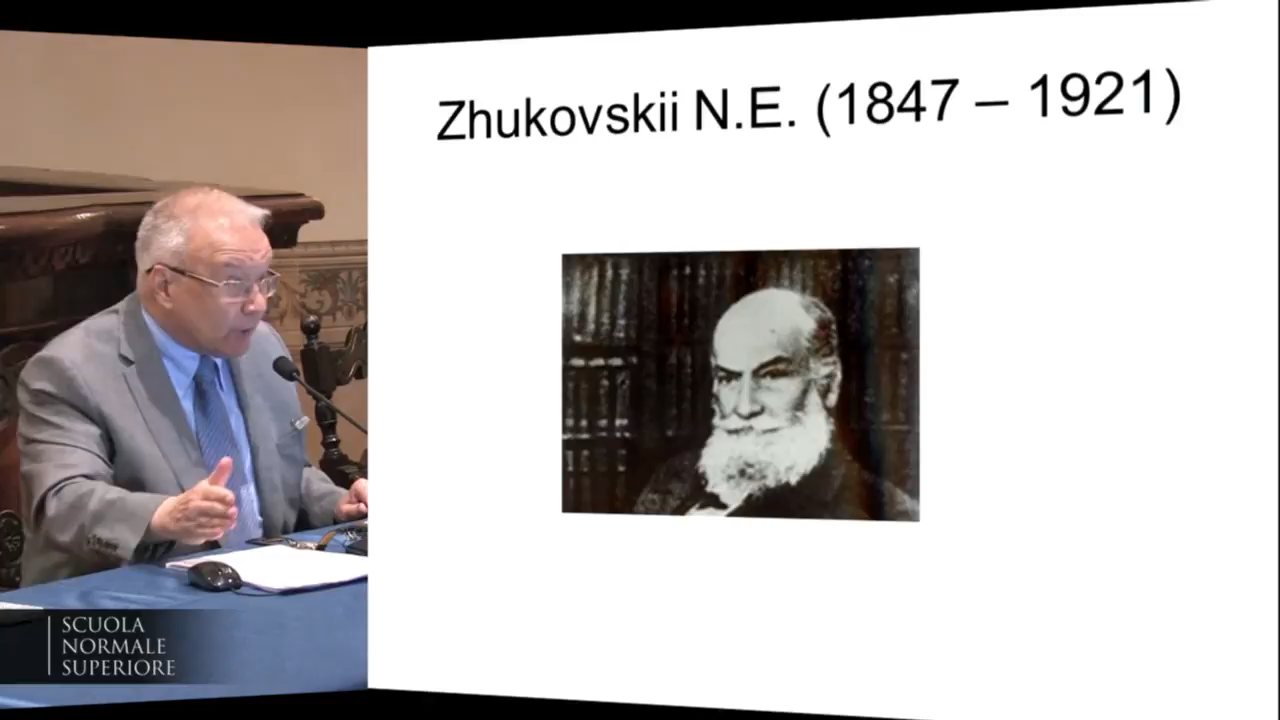 Zhukovskii N.E. (1847 – 1921)
SCUOLA
NORMALE
SUPERIORE